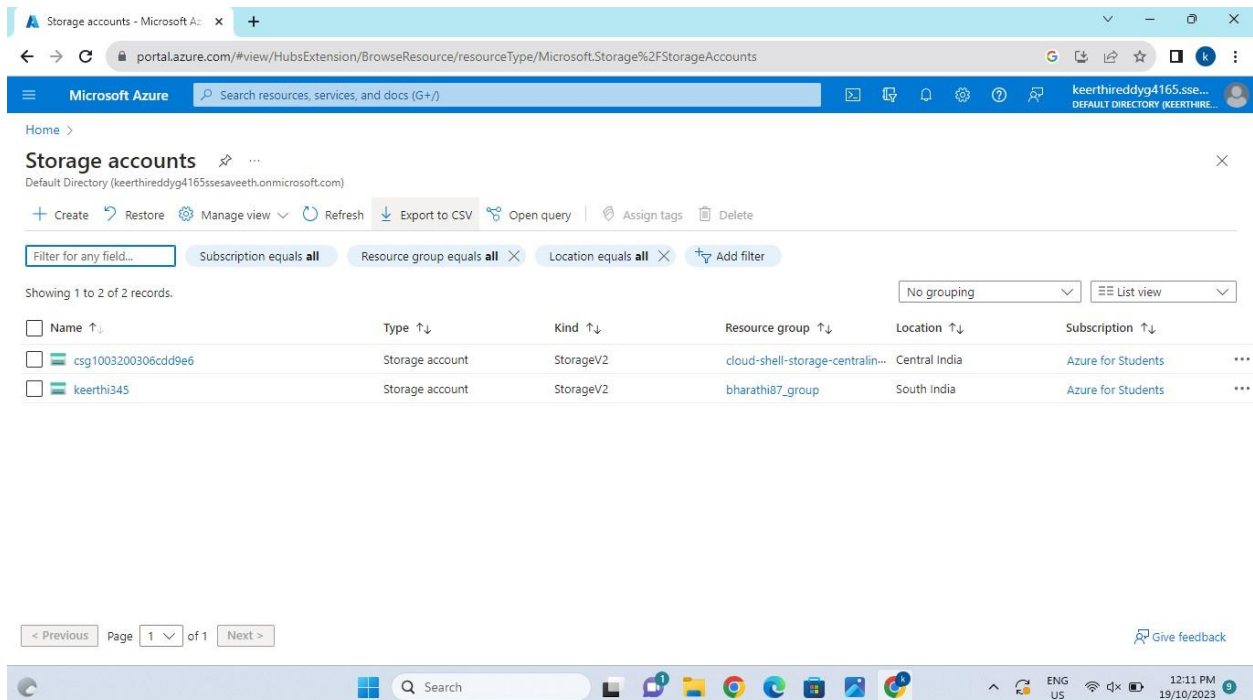 Storage accounts - Microsoft Az
portal.azure.com/#view/HubsExtension/BrowseResource/resourceType/Microsoft.Storage%2FStorageAccounts
G k
Microsoft Azure Search resources, services, and docs (G+/) keerthireddyg4165.sse...
DEFAULT DIRECTORY (KEERTHIRE...
Home >
Storage accounts ...
Default Directory (keerthireddyg4165ssesaveeth.onmicrosoft.com)
+ Create Restore Manage view Refresh Export to CSV Open query Assign tags Delete
Filter for any field... Subscription equals all Resource group equals all Location equals all Add filter
Showing 1 to 2 of 2 records. No grouping List view
Name Type Kind Resource group Location Subscription
csg1003200306cdd9e6 Storage account StorageV2 cloud-shell-storage-centralin... Central India Azure for Students ...
keerthi345 Storage account StorageV2 bharathi87_group South India Azure for Students ...
< Previous Page 1 of 1 Next > Give feedback
Search 1 k ENG 12:11 PM 9
US 19/10/2023